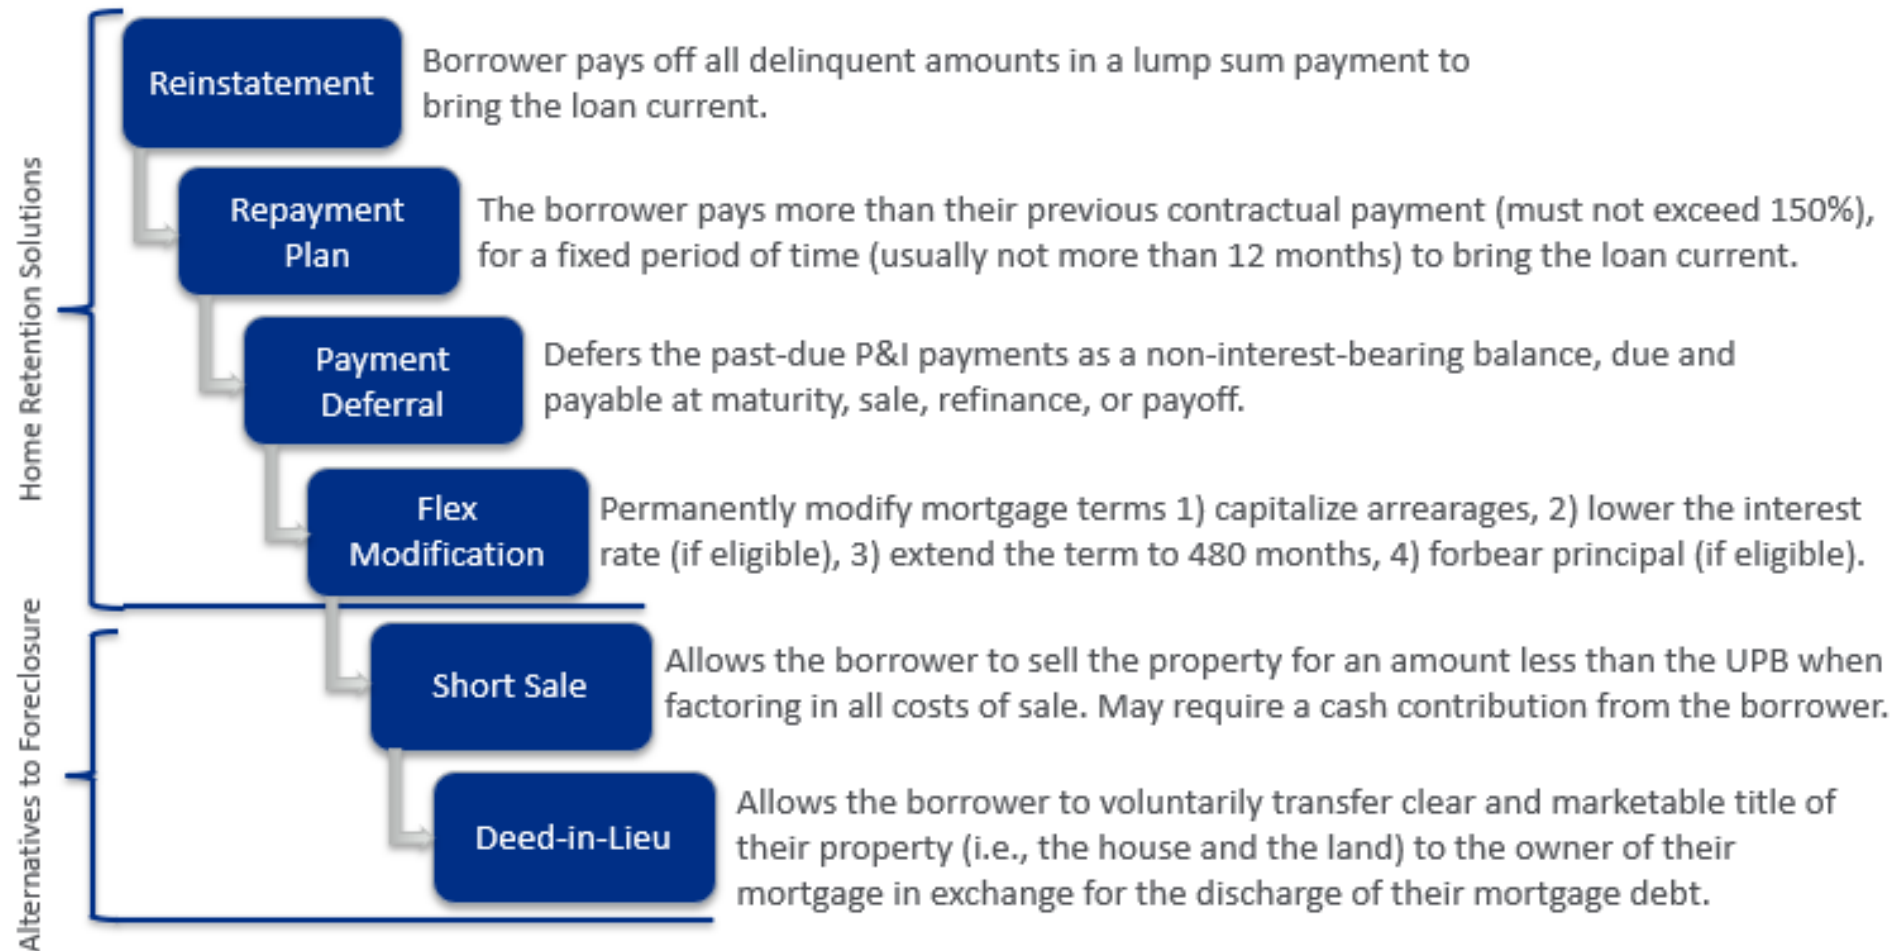 Home Retention Solutions
Reinstatement
Borrower pays off all delinquent amounts in a lump sum payment to
bring the loan current.
Repayment
Plan
The borrower pays more than their previous contractual payment (must not exceed 150%),
for a fixed period of time (usually not more than 12 months) to bring the loan current.
Payment
Deferral
Defers the past-due P&I payments as a non-interest-bearing balance, due and
payable at maturity, sale, refinance, or payoff.
Flex
Modification
Permanently modify mortgage terms 1) capitalize arrearages, 2) lower the interest
rate (if eligible), 3) extend the term to 480 months, 4) forbear principal (if eligible).
Alternatives to Foreclosure
Short Sale
Allows the borrower to sell the property for an amount less than the UPB when
factoring in all costs of sale. May require a cash contribution from the borrower.
Deed-in-Lieu
Allows the borrower to voluntarily transfer clear and marketable title of
their property (i.e., the house and the land) to the owner of their
mortgage in exchange for the discharge of their mortgage debt.